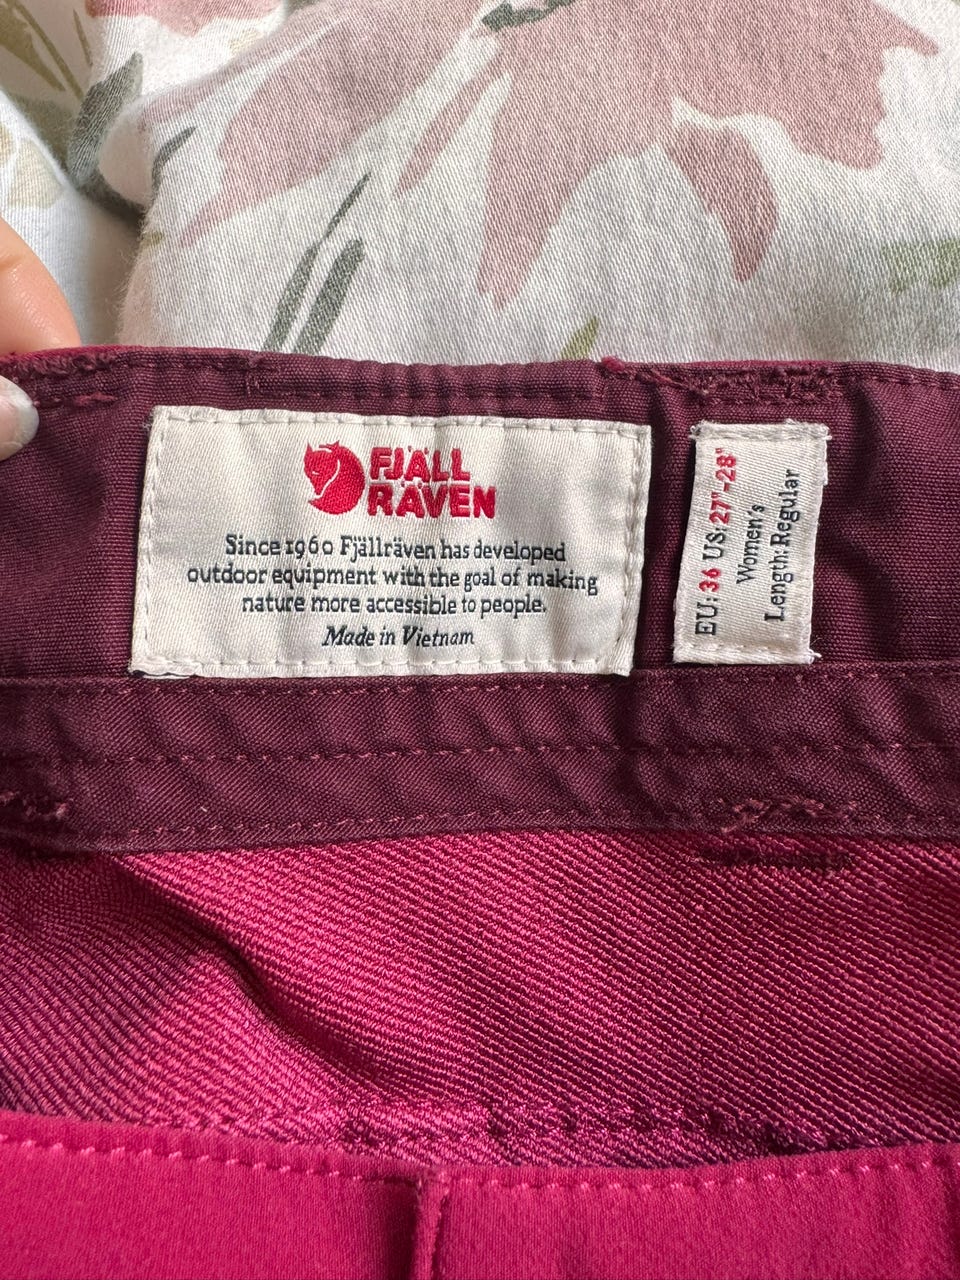 FJÄLL
RÄVEN
Since 1960 Fjällräven has developed
outdoor equipment with the goal of making
nature more accessible to people.
Made in Vietnam
EU: 36 US: 27"-28"
Women's
Length: Regular